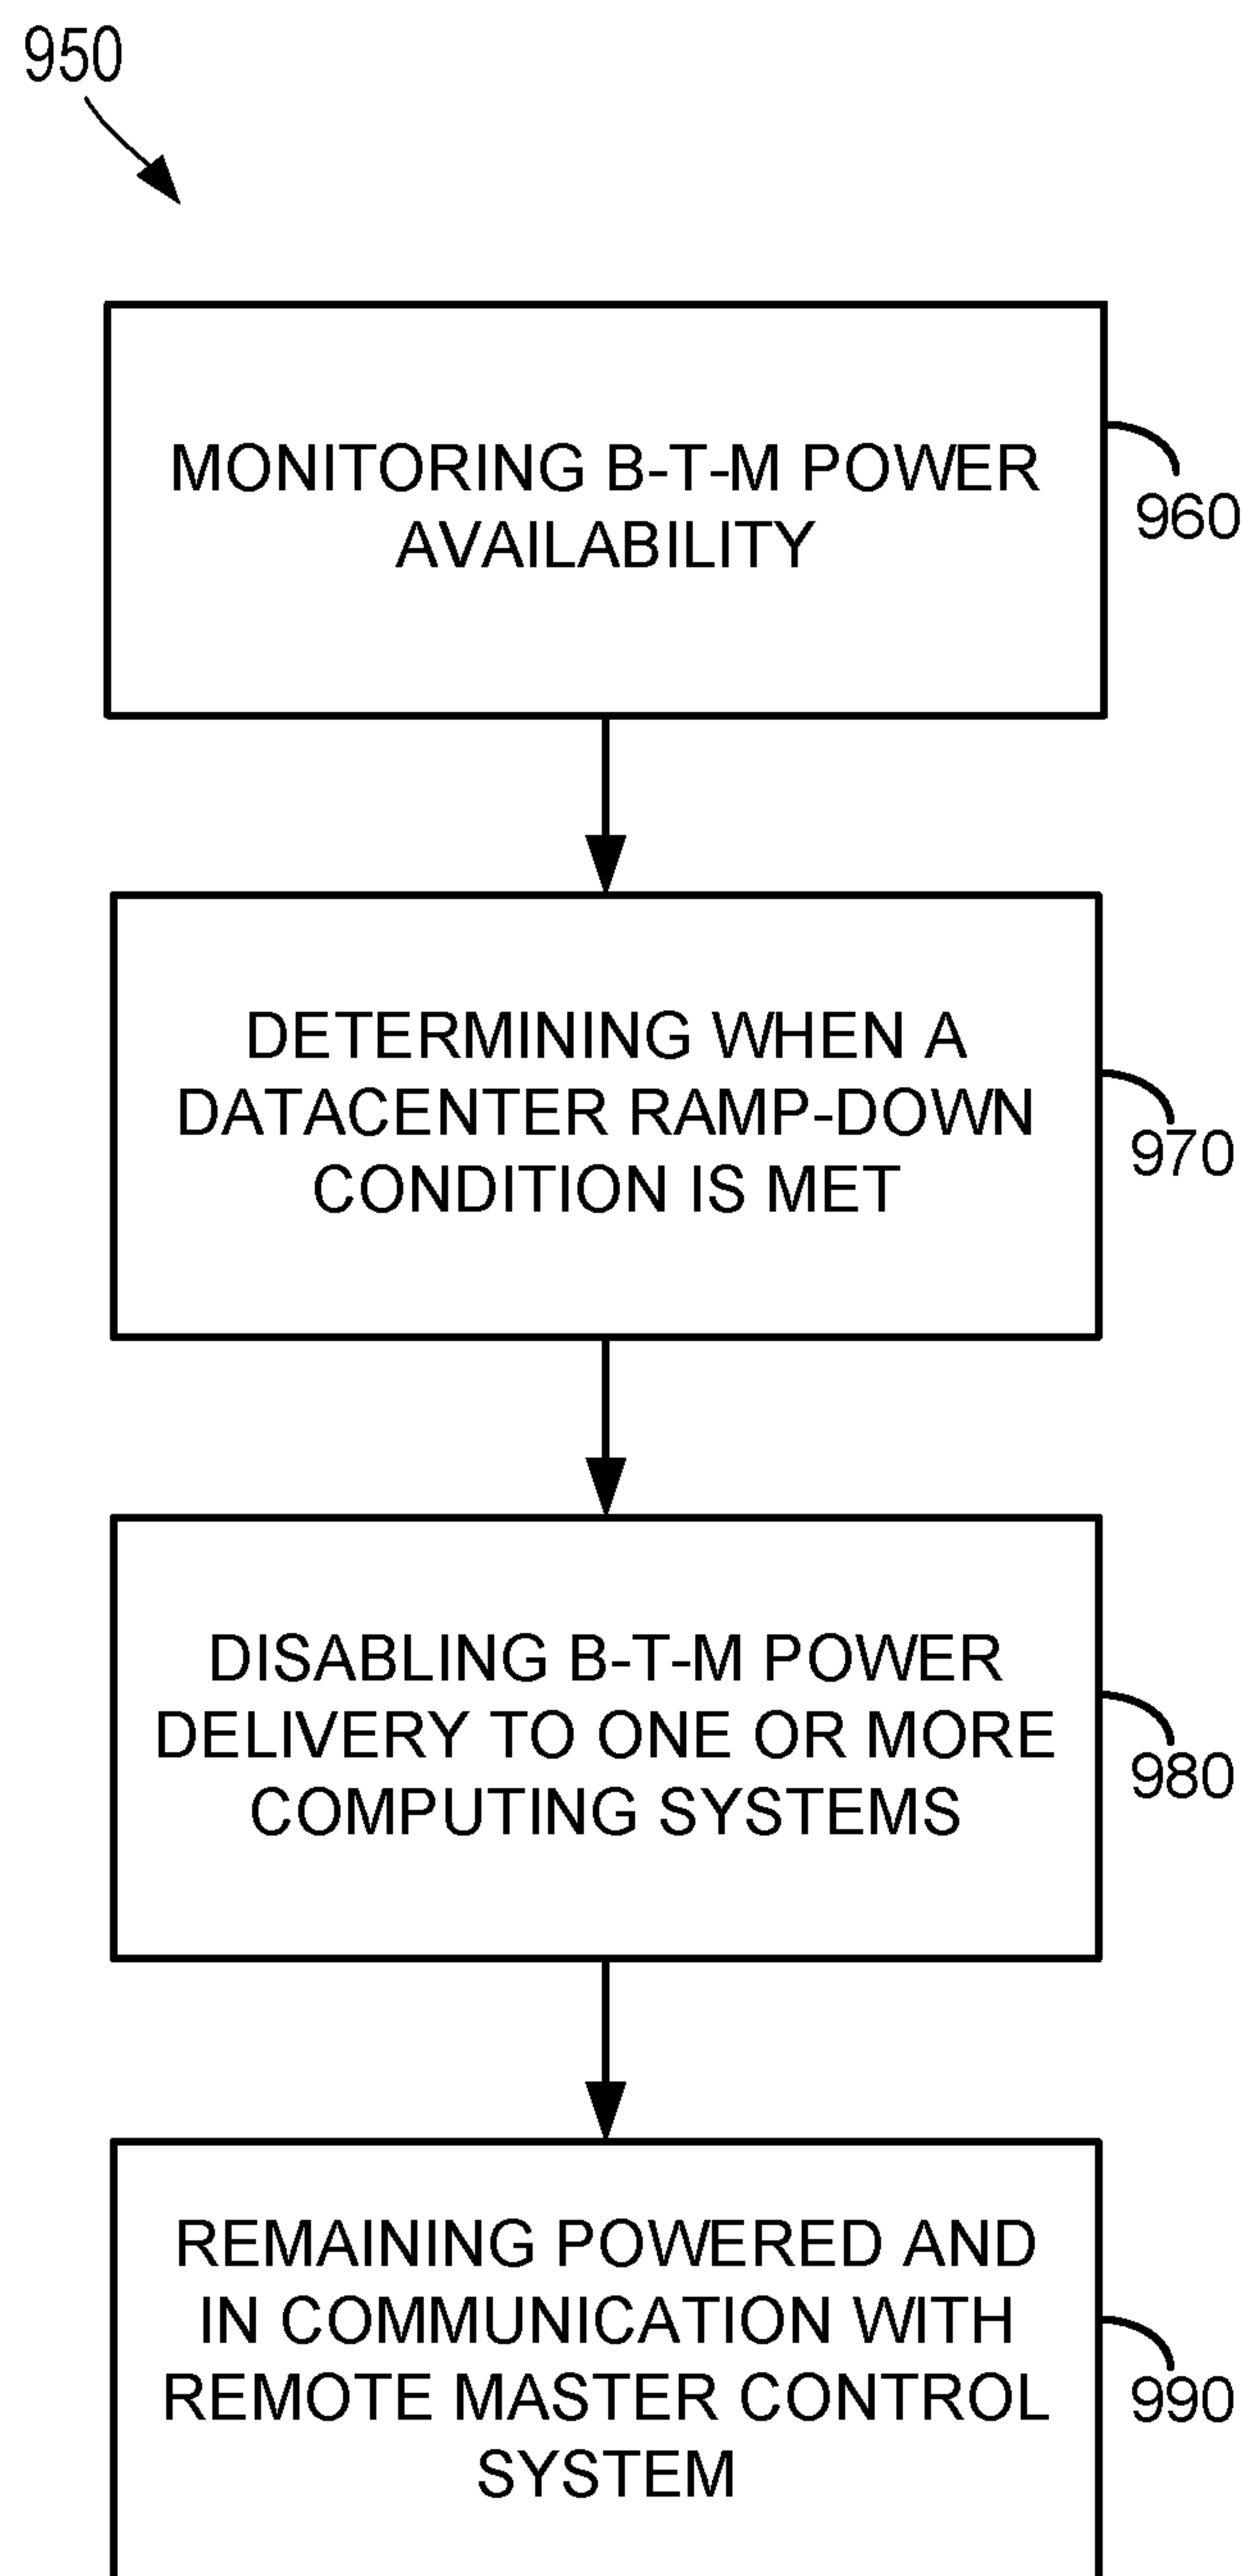 950
MONITORING B-T-M POWER
AVAILABILITY
960
DETERMINING WHEN A
DATACENTER RAMP-DOWN
CONDITION IS MET
970
DISABLING B-T-M POWER
DELIVERY TO ONE OR MORE
COMPUTING SYSTEMS
980
REMAINING POWERED AND
IN COMMUNICATION WITH
REMOTE MASTER CONTROL
SYSTEM
990